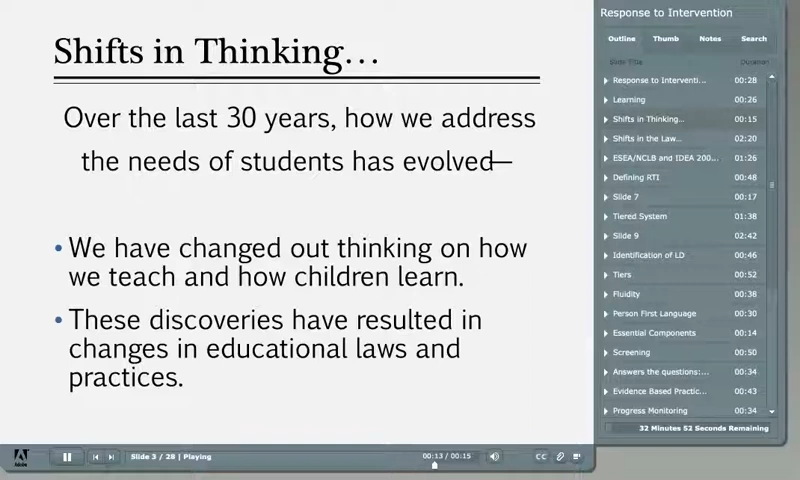 Shifts in Thinking...
Over the last 30 years, how we address
the needs of students has evolved—
• We have changed out thinking on how
we teach and how children learn.
• These discoveries have resulted in
changes in educational laws and
practices.
Response to Intervention
Outline Thumb Notes Search
Slide Title Duration
Response to Interventi... 00:28
Learning 00:26
Shifts in Thinking... 00:15
Shifts in the Law... 02:20
ESEA/NCLB and IDEA 200... 01:26
Defining RTI 00:48
Slide 7 00:17
Tiered System 01:38
Slide 9 02:42
Identification of LD 00:46
Tiers 00:52
Fluidity 00:38
Person First Language 00:30
Essential Components 00:14
Screening 00:50
Answers the questions:... 00:34
Evidence Based Practic... 00:43
Progress Monitoring 00:34
32 Minutes 52 Seconds Remaining
Adobe
Slide 3 / 28 | Playing
00:13 / 00:15
CC